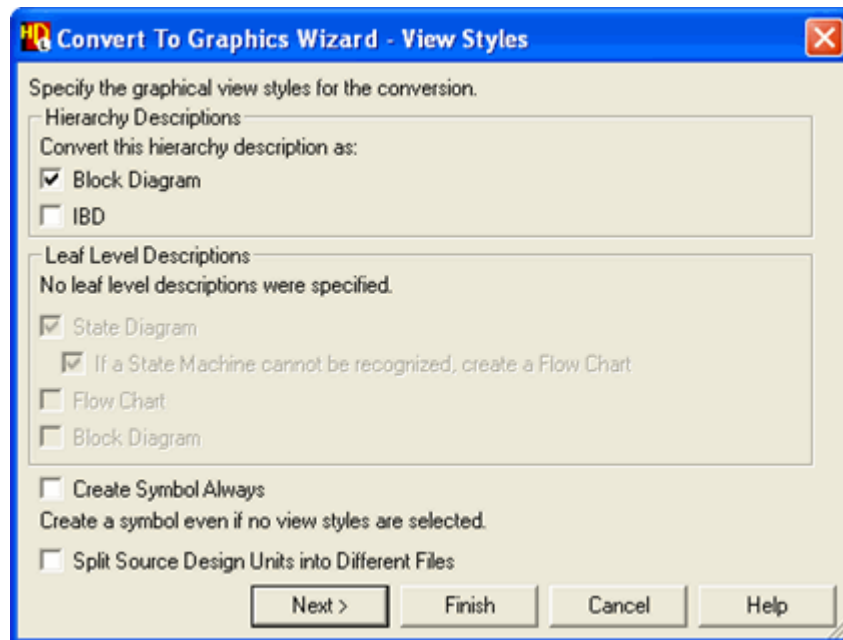 Convert To Graphics Wizard - View Styles
Specify the graphical view styles for the conversion.
Hierarchy Descriptions
Convert this hierarchy description as:
Block Diagram
IBD
Leaf Level Descriptions
No leaf level descriptions were specified.
State Diagram
If a State Machine cannot be recognized, create a Flow Chart
Flow Chart
Block Diagram
Create Symbol Always
Create a symbol even if no view styles are selected.
Split Source Design Units into Different Files
Next > Finish Cancel Help